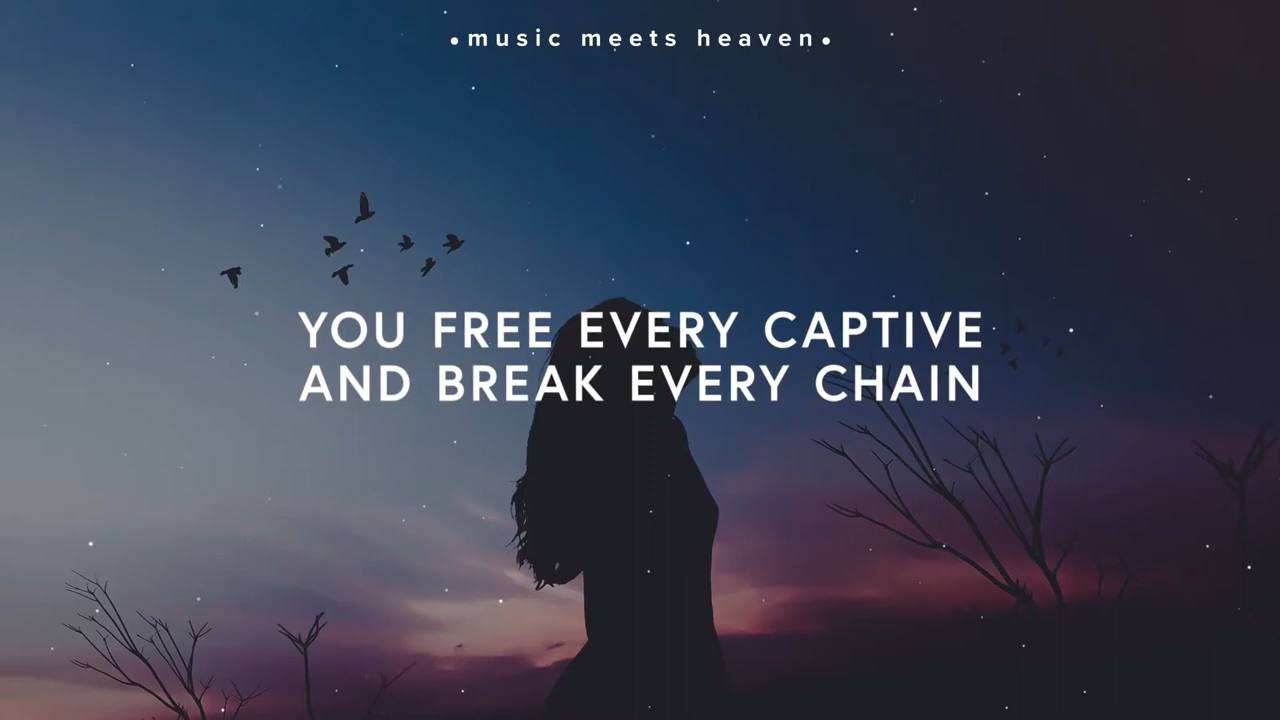 •music meets heaven•
YOU FREE EVERY CAPTIVE
AND BREAK EVERY CHAIN